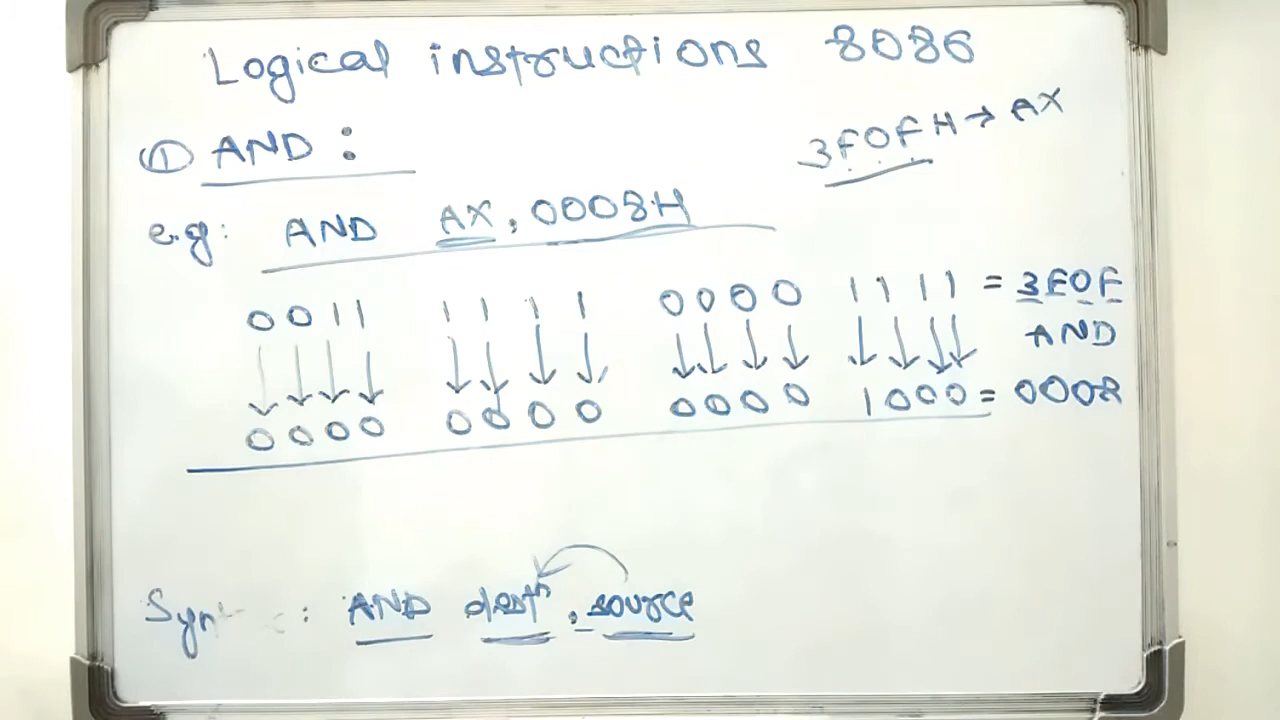 Logical instructions 8086
① AND :
3F0FH → AX
e.g: AND AX, 0008H
0011 1111 0000 1111 = 3F0F
AND
0000 0000 0000 1000 = 0008
: AND destn, source